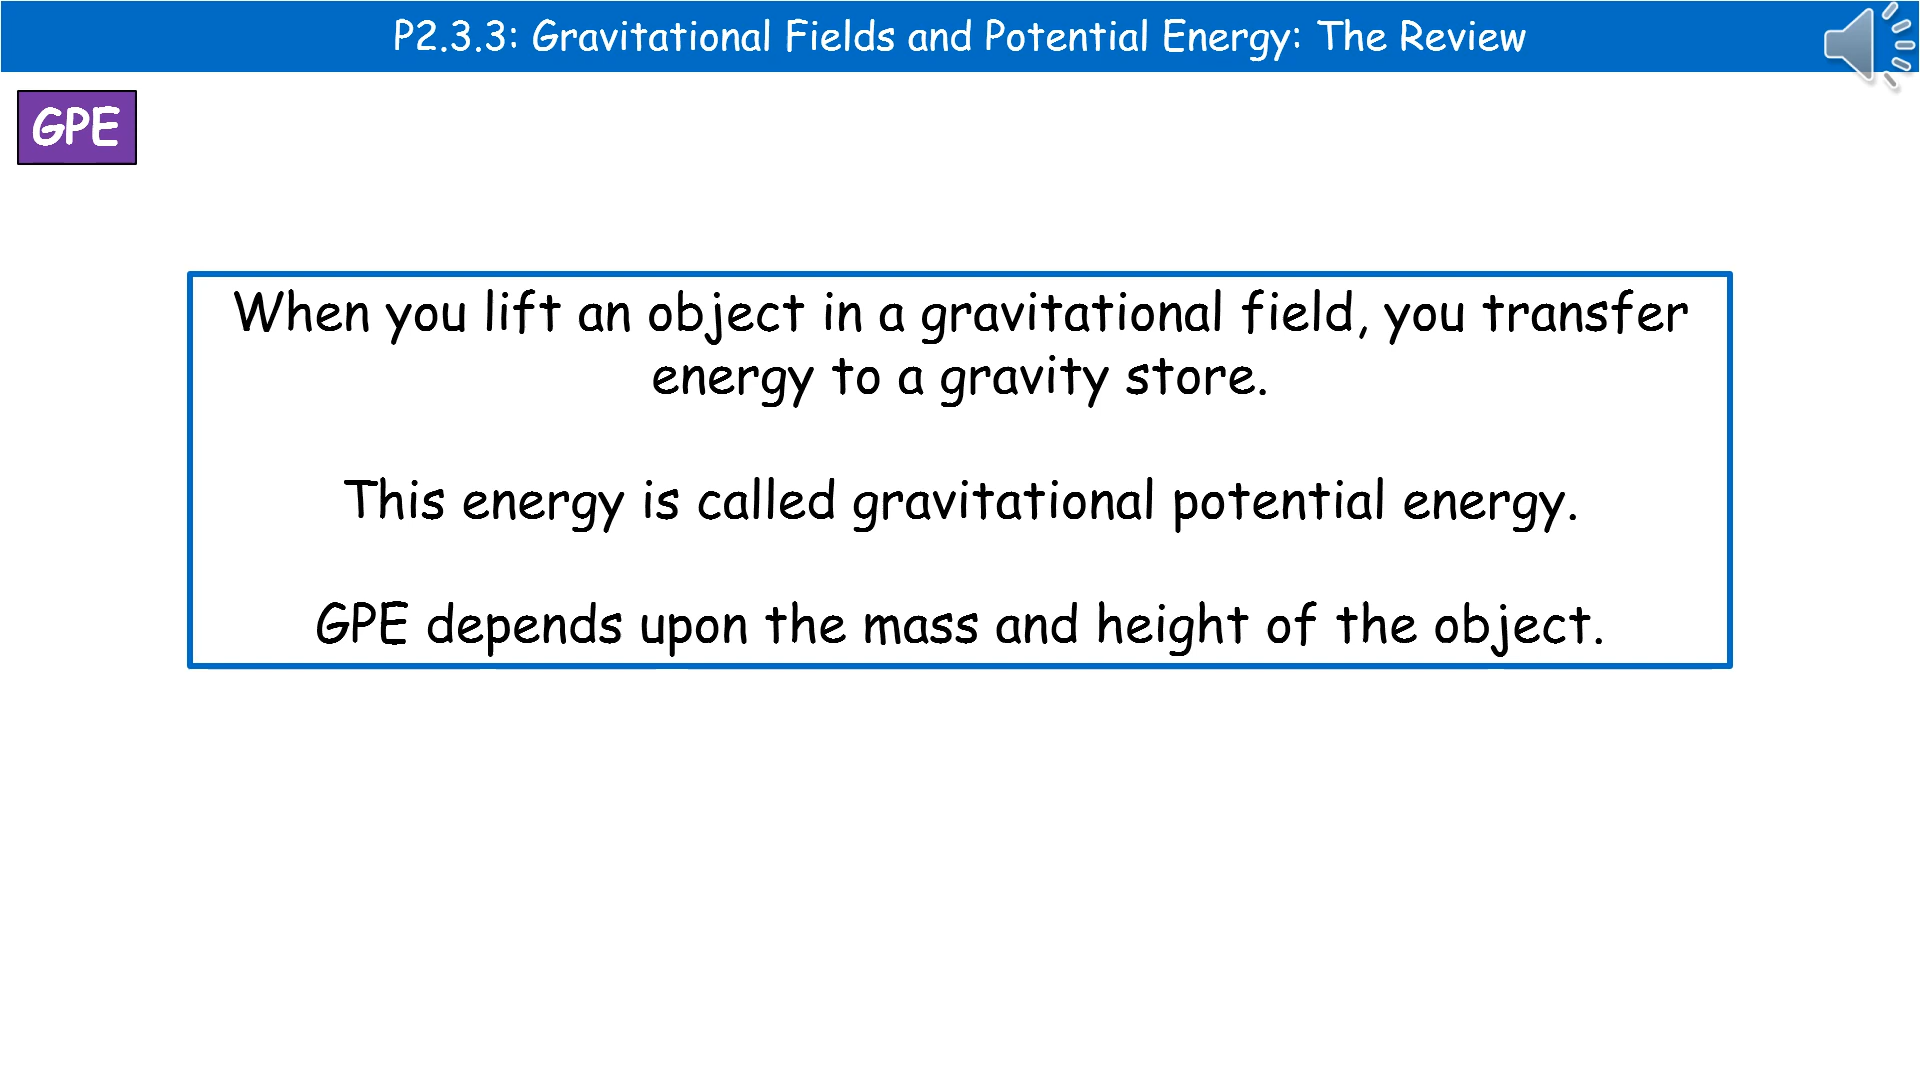 P2.3.3: Gravitational Fields and Potential Energy: The Review
GPE
When you lift an object in a gravitational field, you transfer
energy to a gravity store.
This energy is called gravitational potential energy.
GPE depends upon the mass and height of the object.